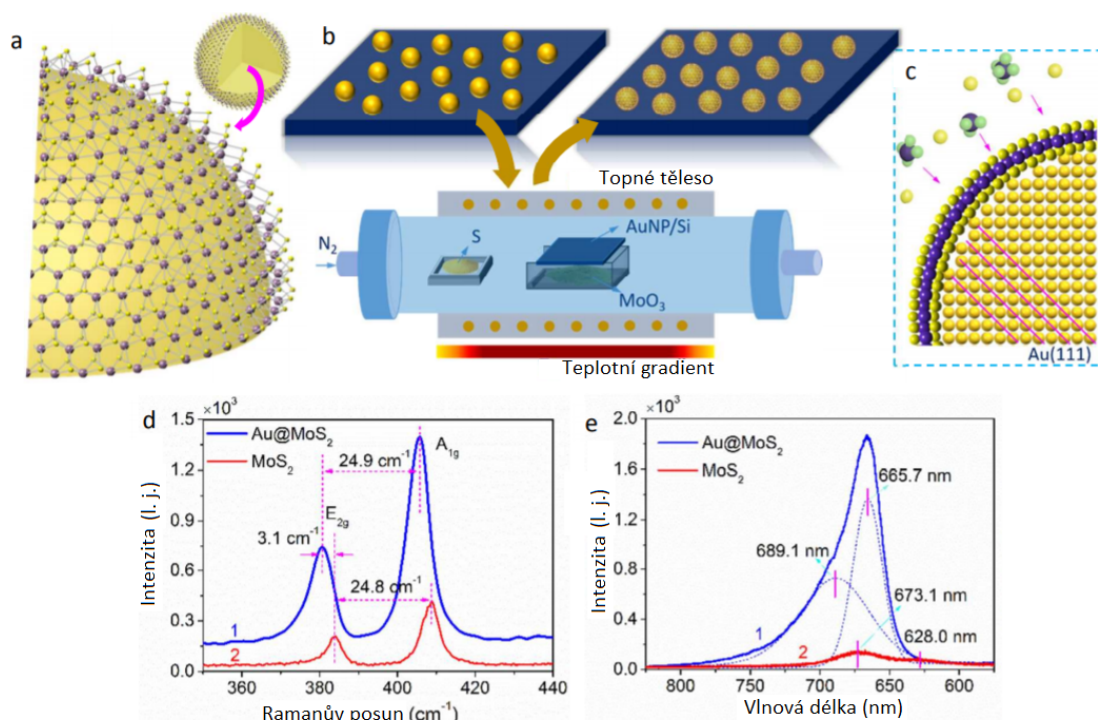 a
b
c
Topné těleso
N₂
S
AuNP/Si
MoO₃
Teplotní gradient
Au(111)
d
×10³
1.5
1.2
0.9
0.6
0.3
0.0
Intenzita (l. j.)
Au@MoS₂
MoS₂
A₁g
24.9 cm⁻¹
E₂g
3.1 cm⁻¹
24.8 cm⁻¹
1
2
360 380 400 420 440
Ramanův posun (cm⁻¹)
e
×10³
2.0
1.6
1.2
0.8
0.4
0.0
Intenzita (l. j.)
Au@MoS₂
MoS₂
665.7 nm
689.1 nm
673.1 nm
628.0 nm
1
2
800 750 700 650 600
Vlnová délka (nm)